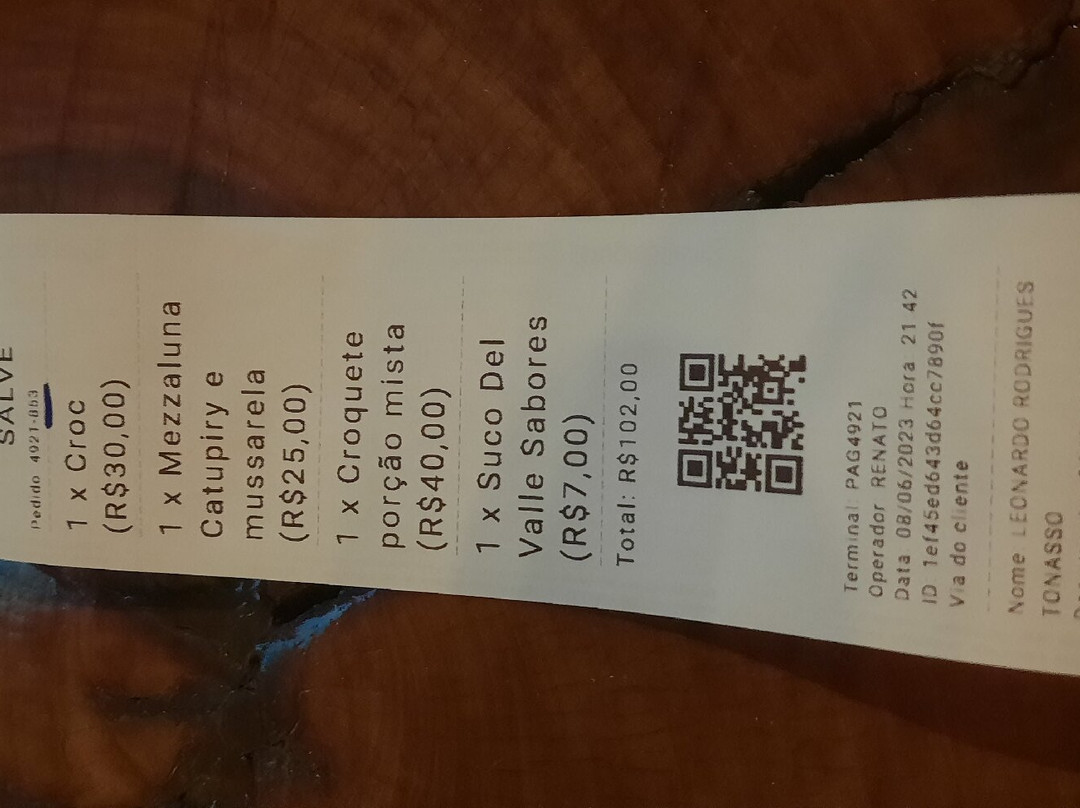 SALVE
Pedido 4921-853
1 x Croc
(R$30,00)
1 x Mezzaluna
Catupiry e
mussarela
(R$25,00)
1 x Croquete
porção mista
(R$40,00)
1 x Suco Del
Valle Sabores
(R$7,00)
Total: R$102,00
Terminal: PAG4921
Operador RENATO
Data 08/06/2023 Hora 21 42
ID 1ef45ed643d64cc7890f
Via do cliente
Nome LEONARDO RODRIGUES
TONASSO